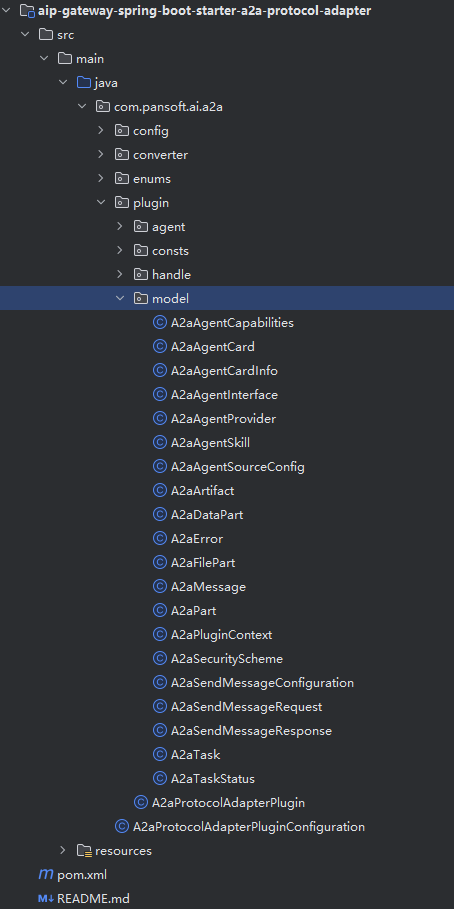 aip-gateway-spring-boot-starter-a2a-protocol-adapter
src
main
java
com.pansoft.ai.a2a
config
converter
enums
plugin
agent
consts
handle
model
A2aAgentCapabilities
A2aAgentCard
A2aAgentCardInfo
A2aAgentInterface
A2aAgentProvider
A2aAgentSkill
A2aAgentSourceConfig
A2aArtifact
A2aDataPart
A2aError
A2aFilePart
A2aMessage
A2aPart
A2aPluginContext
A2aSecurityScheme
A2aSendMessageConfiguration
A2aSendMessageRequest
A2aSendMessageResponse
A2aTask
A2aTaskStatus
A2aProtocolAdapterPlugin
A2aProtocolAdapterPluginConfiguration
resources
pom.xml
README.md